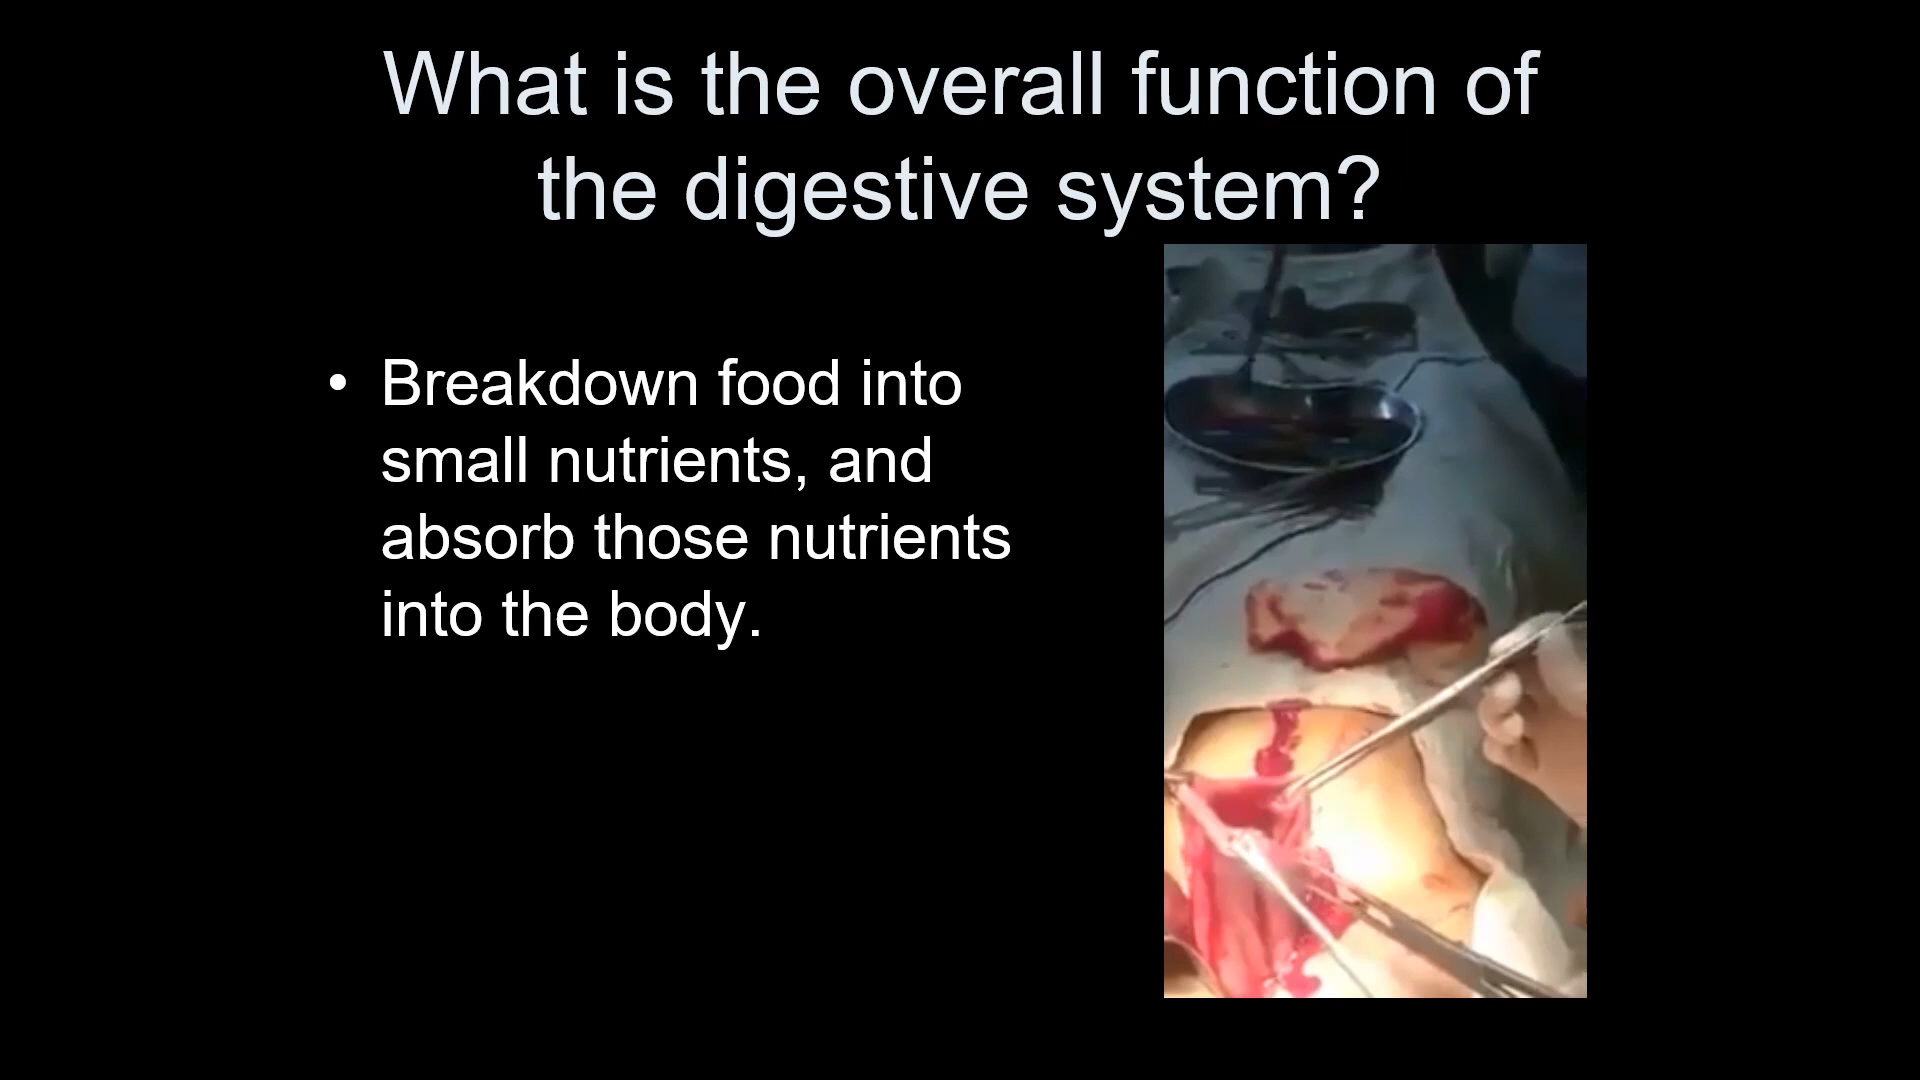 What is the overall function of
the digestive system?
• Breakdown food into
small nutrients, and
absorb those nutrients
into the body.